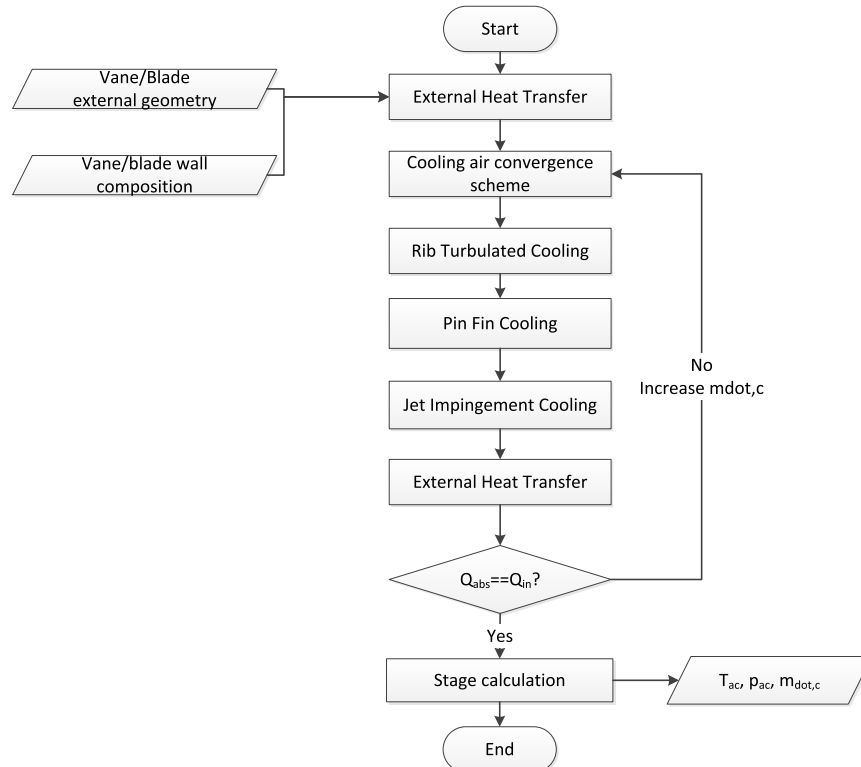 Start
Vane/Blade
external geometry
External Heat Transfer
Vane/blade wall
composition
Cooling air convergence
scheme
Rib Turbulated Cooling
Pin Fin Cooling
No
Increase mdot,c
Jet Impingement Cooling
External Heat Transfer
Qabs==Qin?
Yes
Stage calculation
Tac, pac, mdot,c
End